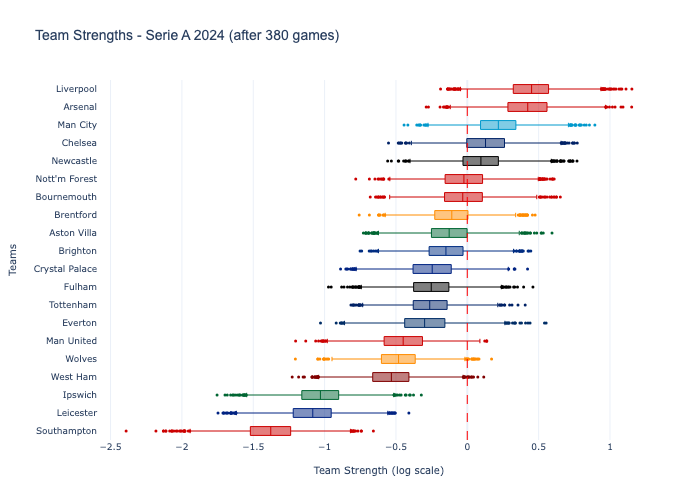 Team Strengths - Serie A 2024 (after 380 games)
Liverpool
Arsenal
Man City
Chelsea
Newcastle
Nott'm Forest
Bournemouth
Brentford
Aston Villa
Brighton
Crystal Palace
Fulham
Tottenham
Everton
Man United
Wolves
West Ham
Ipswich
Leicester
Southampton
Teams
−2.5 −2 −1.5 −1 −0.5 0 0.5 1
Team Strength (log scale)